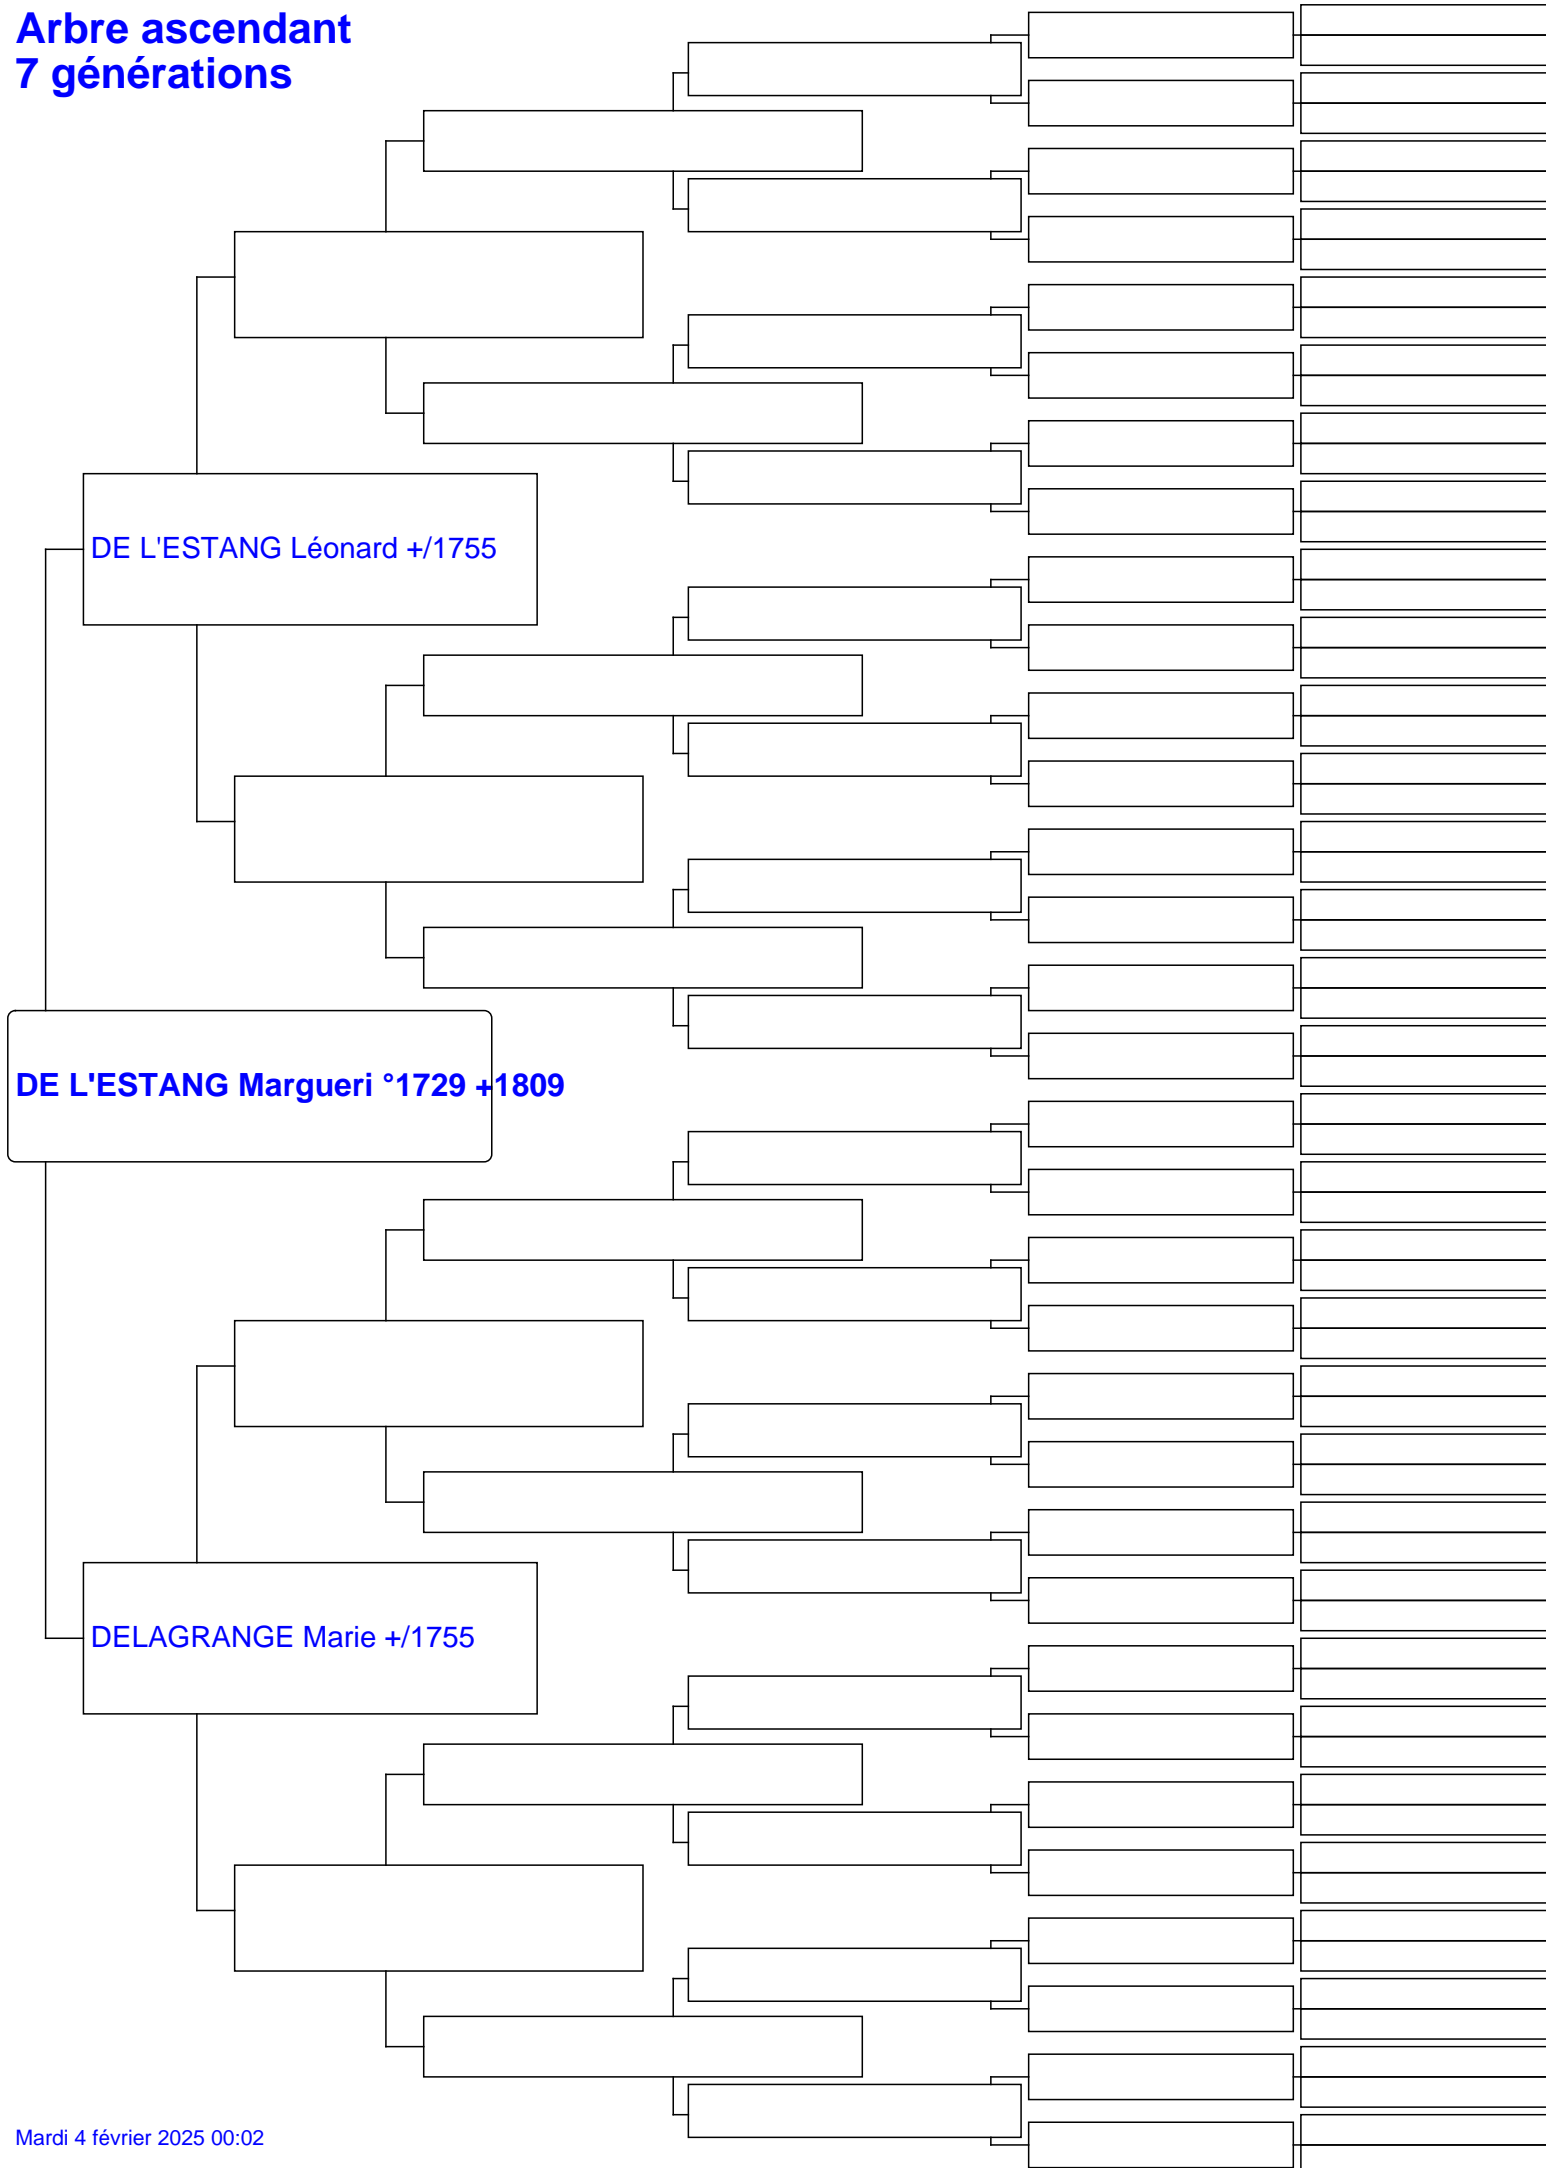 Arbre ascendant
7 générations
DE L'ESTANG Léonard +/1755
DE L'ESTANG Margueri °1729 +1809
DELAGRANGE Marie +/1755
Mardi 4 février 2025 00:02